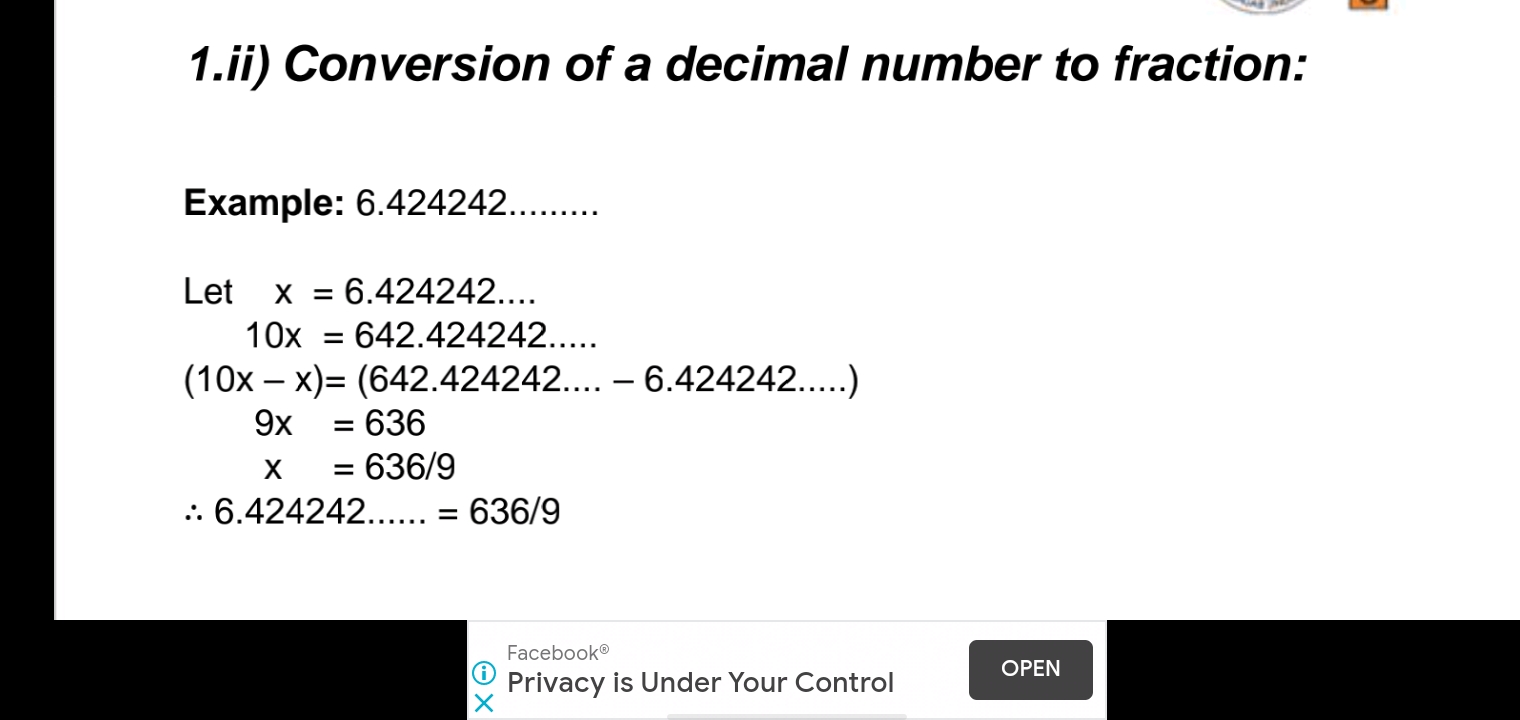 1.ii) Conversion of a decimal number to fraction:
Example: 6.424242.........
Let x = 6.424242....
10x = 642.424242.....
(10x – x)= (642.424242.... – 6.424242.....)
9x = 636
x = 636/9
∴ 6.424242...... = 636/9
Facebook®
Privacy is Under Your Control
OPEN